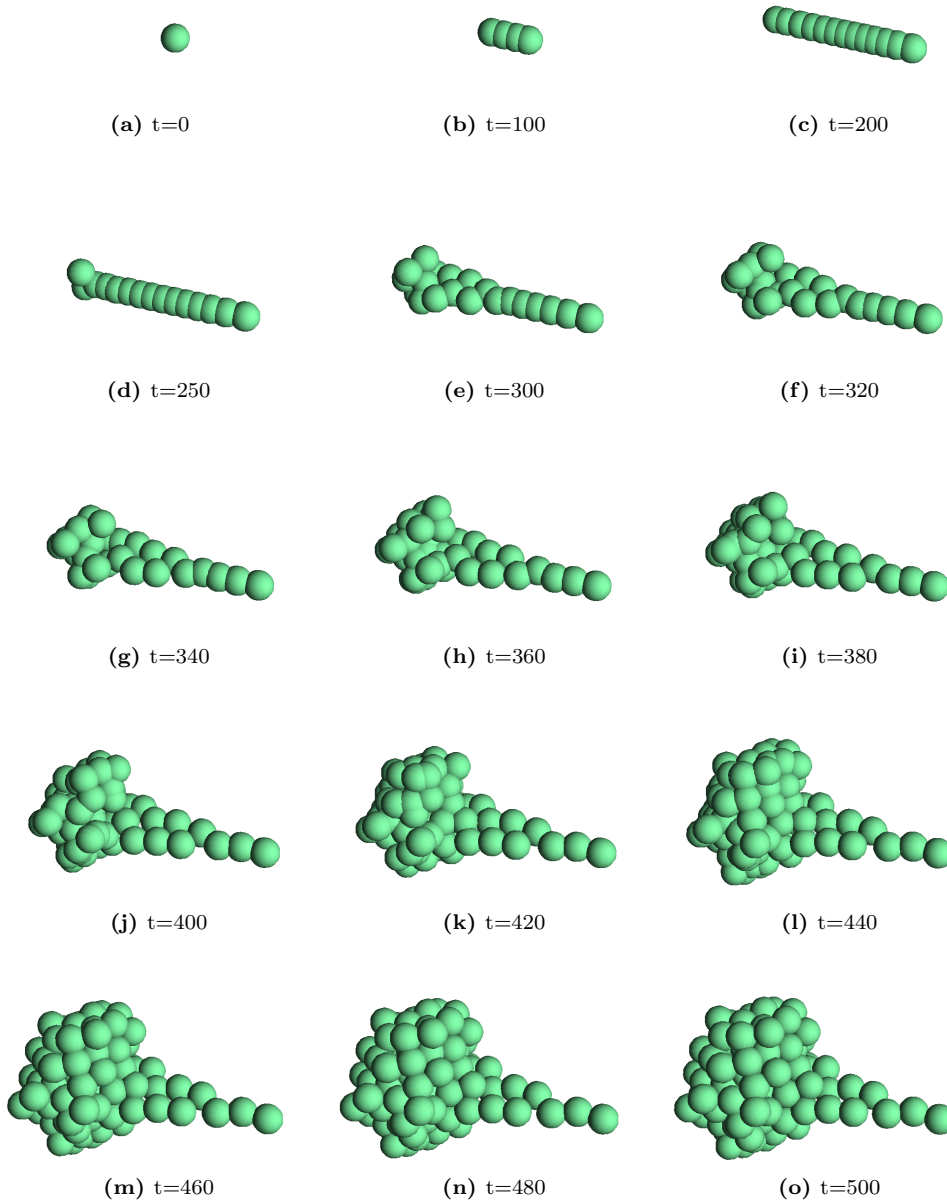 (a) t=0
(b) t=100
(c) t=200
(d) t=250
(e) t=300
(f) t=320
(g) t=340
(h) t=360
(i) t=380
(j) t=400
(k) t=420
(l) t=440
(m) t=460
(n) t=480
(o) t=500